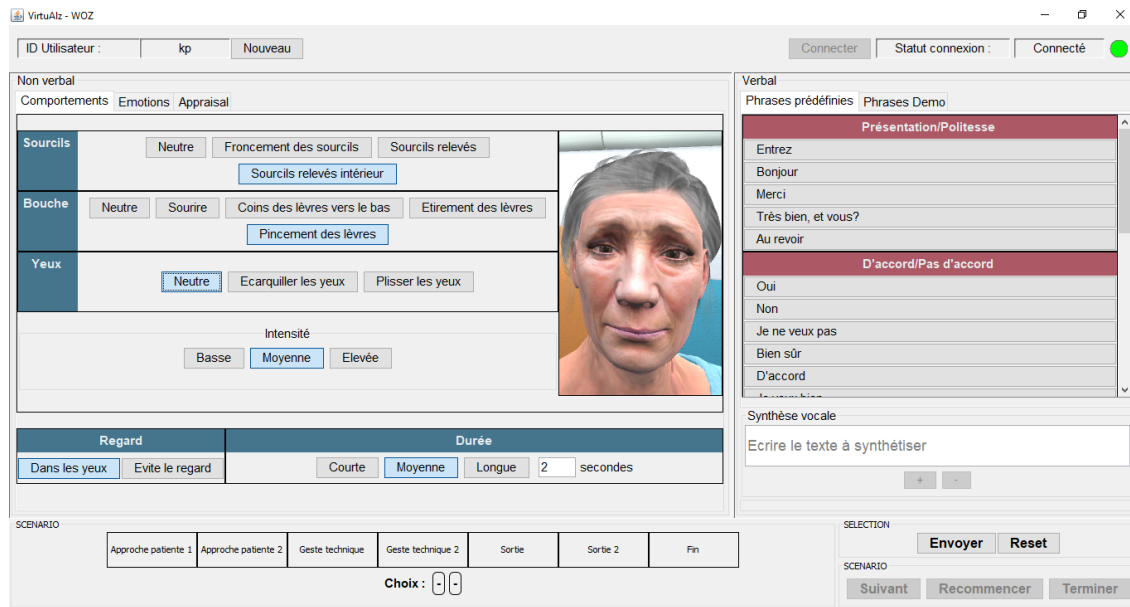 VirtuAlz - WOZ
ID Utilisateur : kp Nouveau Connecter Statut connexion : Connecté
Non verbal
Comportements Emotions Appraisal
Sourcils Neutre Froncement des sourcils Sourcils relevés
Sourcils relevés intérieur
Bouche Neutre Sourire Coins des lèvres vers le bas Etirement des lèvres
Pincement des lèvres
Yeux
Neutre Ecarquiller les yeux Plisser les yeux
Intensité
Basse Moyenne Elevée
Regard Durée
Dans les yeux Evite le regard Courte Moyenne Longue 2 secondes
Verbal
Phrases prédéfinies Phrases Demo
Présentation/Politesse
Entrez
Bonjour
Merci
Très bien, et vous?
Au revoir
D'accord/Pas d'accord
Oui
Non
Je ne veux pas
Bien sûr
D'accord
Synthèse vocale
Ecrire le texte à synthétiser
+ -
SCENARIO
Approche patiente 1 Approche patiente 2 Geste technique Geste technique 2 Sortie Sortie 2 Fin
Choix : - -
SELECTION
Envoyer Reset
SCENARIO
Suivant Recommencer Terminer